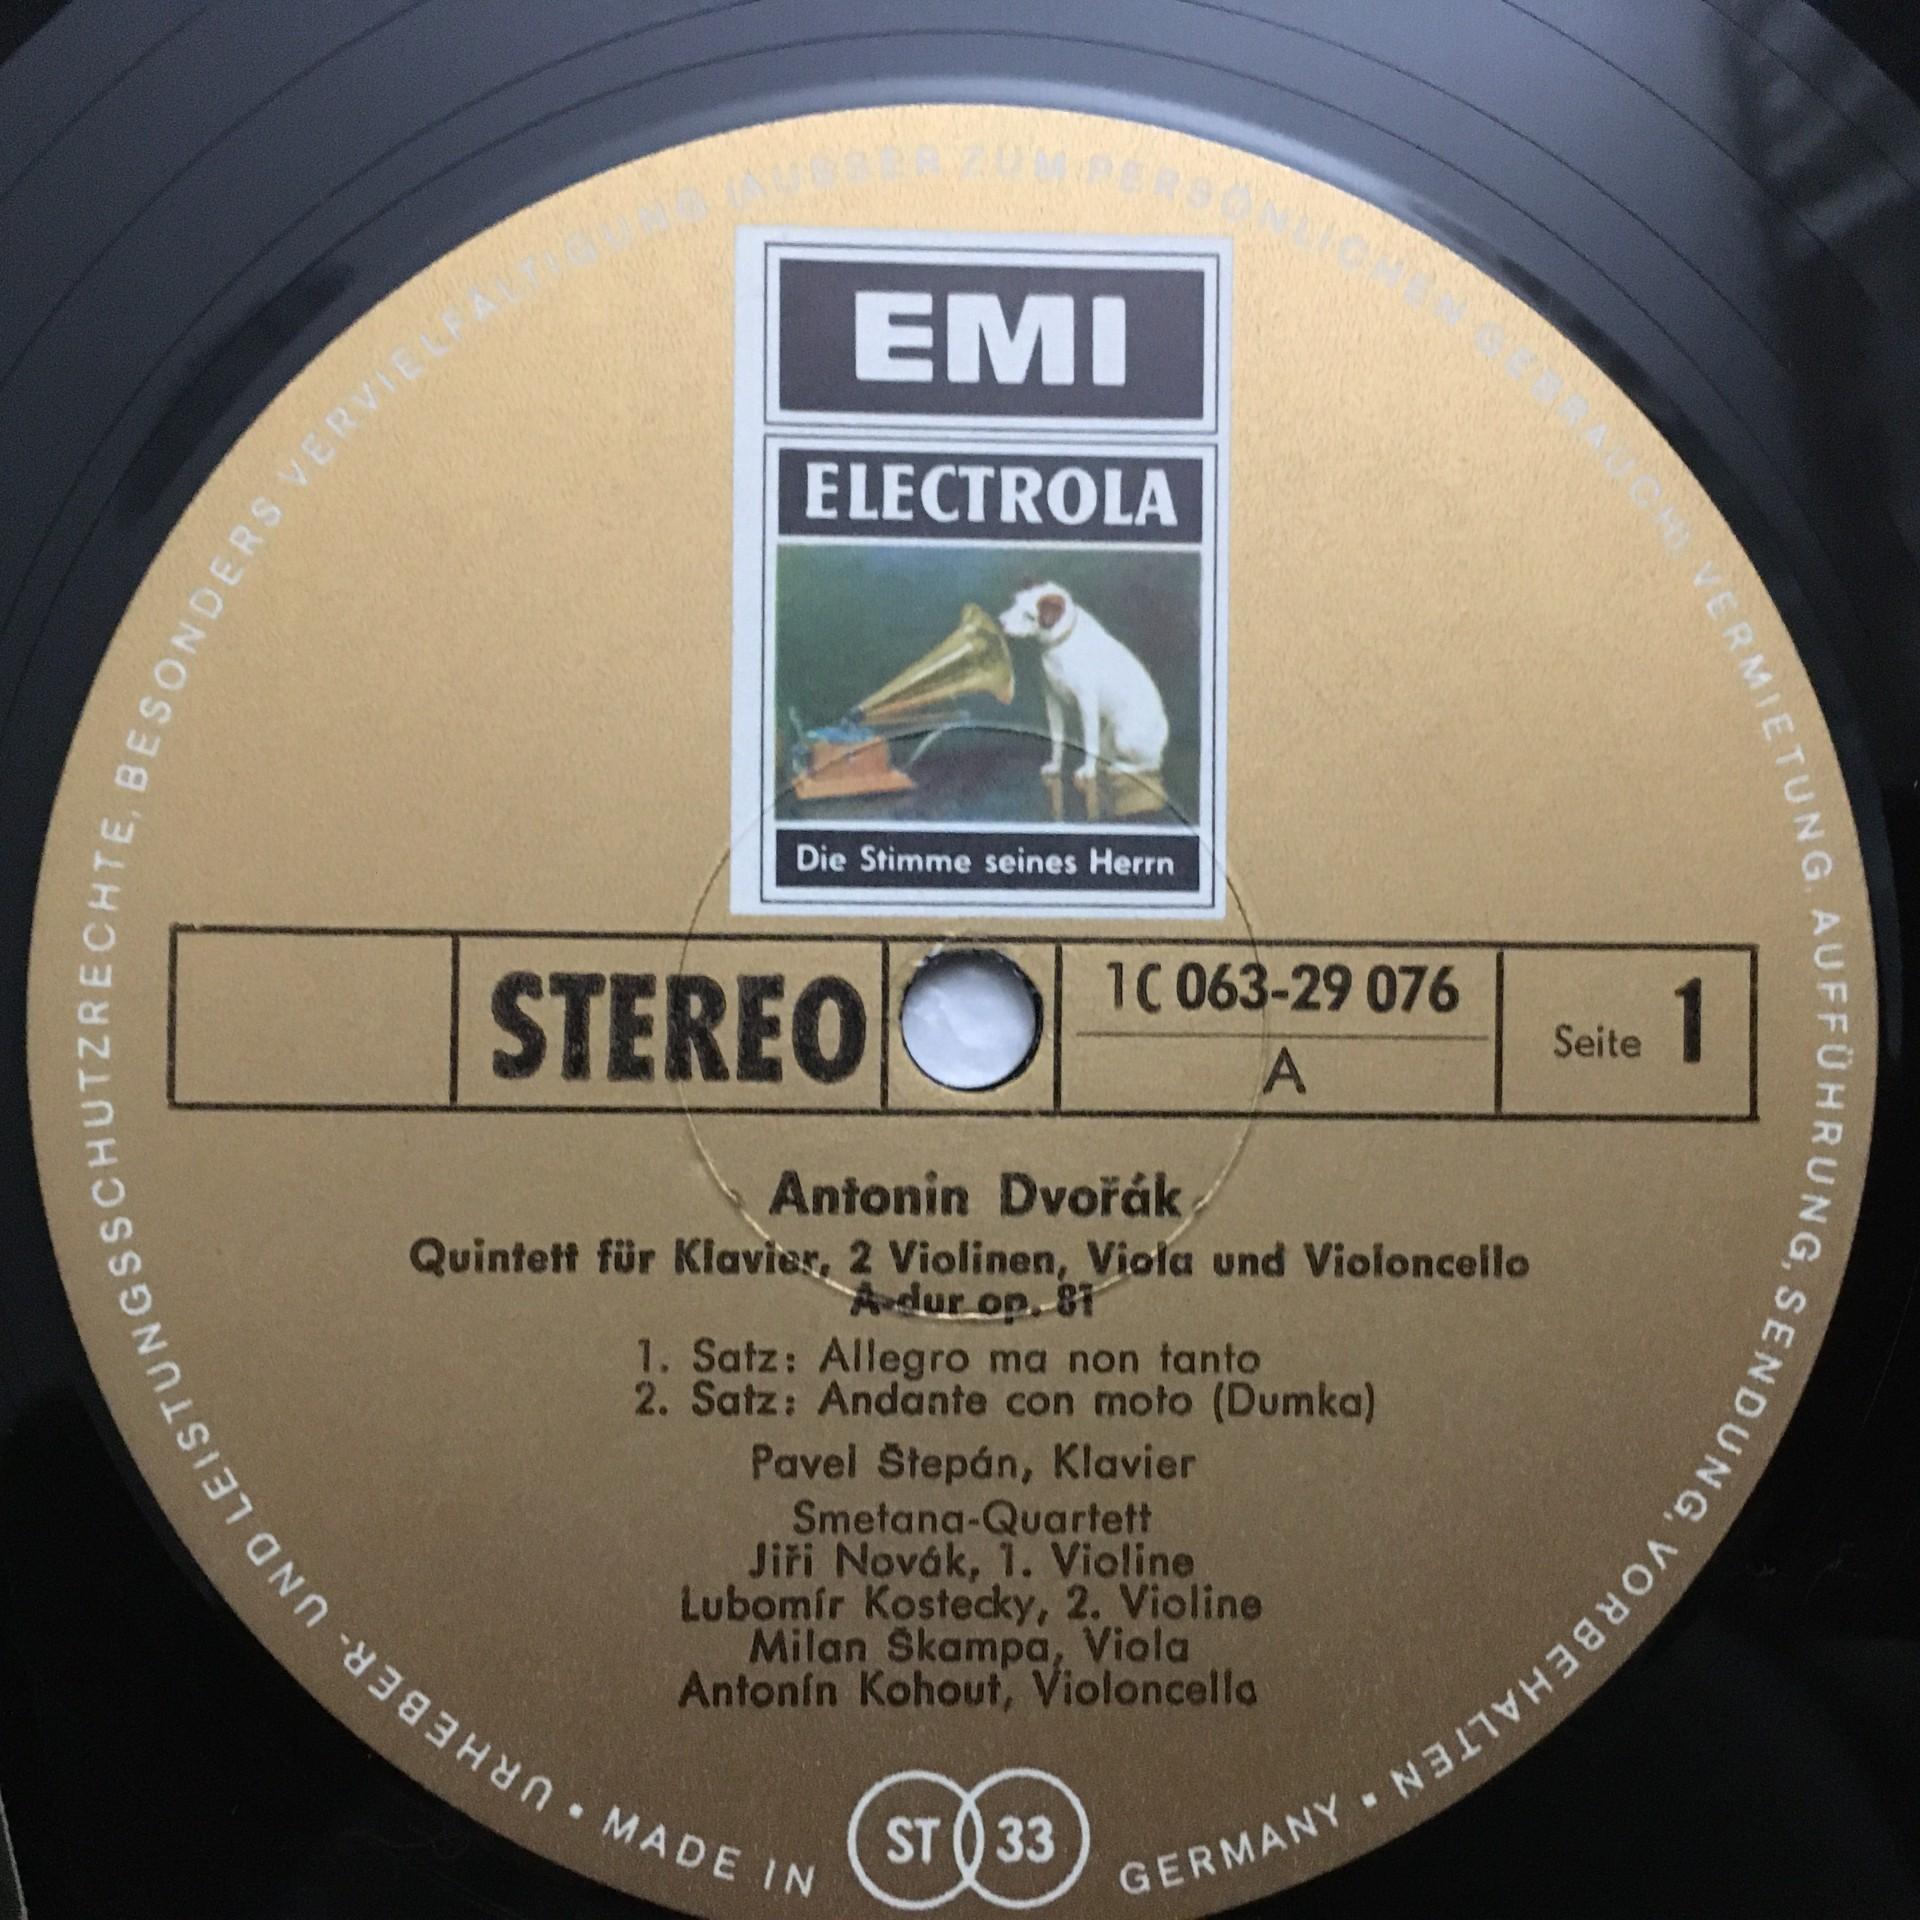 EMI
ELECTROLA
Die Stimme seines Herrn
STEREO
1C 063-29 076
A
Seite 1
Antonin Dvořák
Quintett für Klavier, 2 Violinen, Viola und Violoncello
A-dur op. 81
1. Satz: Allegro ma non tanto
2. Satz: Andante con moto (Dumka)
Pavel Štepán, Klavier
Smetana-Quartett
Jiři Novák, 1. Violine
Lubomír Kostecky, 2. Violine
Milan Škampa, Viola
Antonín Kohout, Violoncello
URHEBER- UND LEISTUNGSSCHUTZRECHTE, BESONDERS VERVIELFÄLTIGUNG (AUSSER ZUM PERSÖNLICHEN GEBRAUCH), VERMIETUNG, AUFFÜHRUNG, SENDUNG, VORBEHALTEN •
MADE IN ST 33 GERMANY •